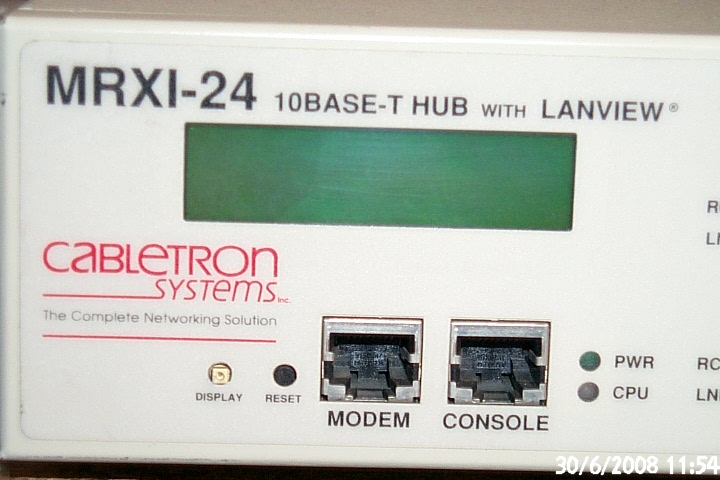 MRXI-24 10BASE-T HUB WITH LANVIEW®
CABLETRON
SYSTEMS Inc.
The Complete Networking Solution
DISPLAY
RESET
MODEM
CONSOLE
PWR
CPU
RC
30/6/2008 11:54